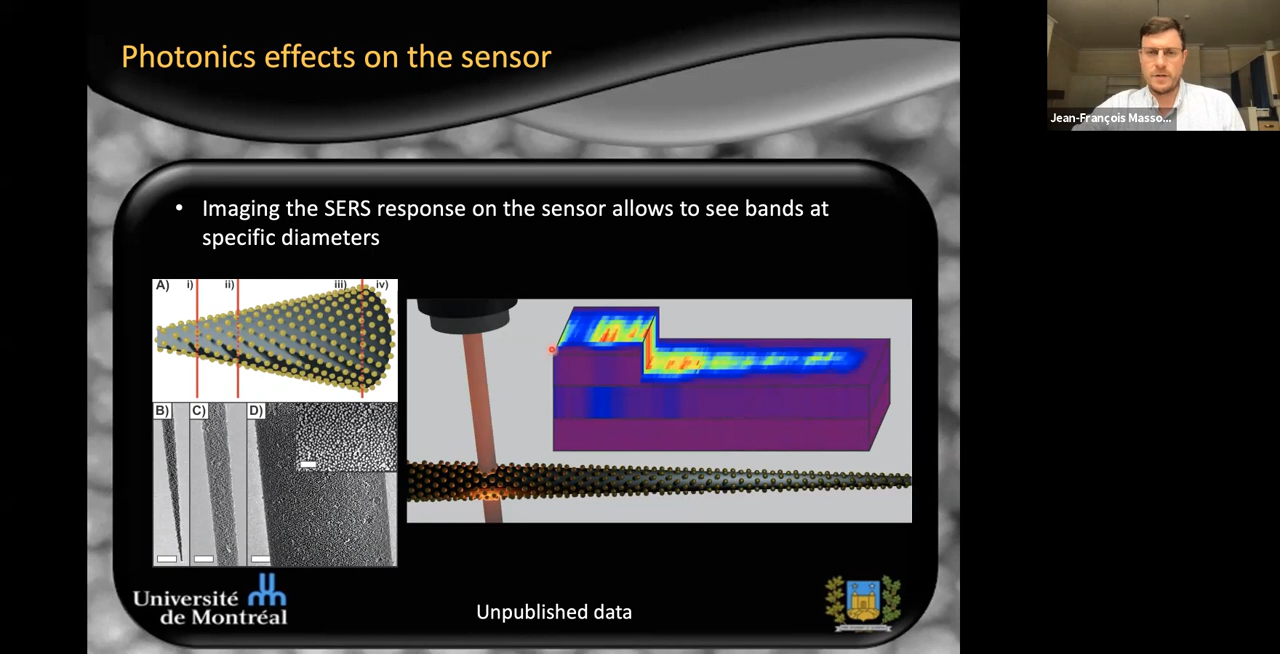 Photonics effects on the sensor
Jean-François Masso...
• Imaging the SERS response on the sensor allows to see bands at
specific diameters
A) i) ii) iii) iv)
B) C) D)
Université
de Montréal
Unpublished data